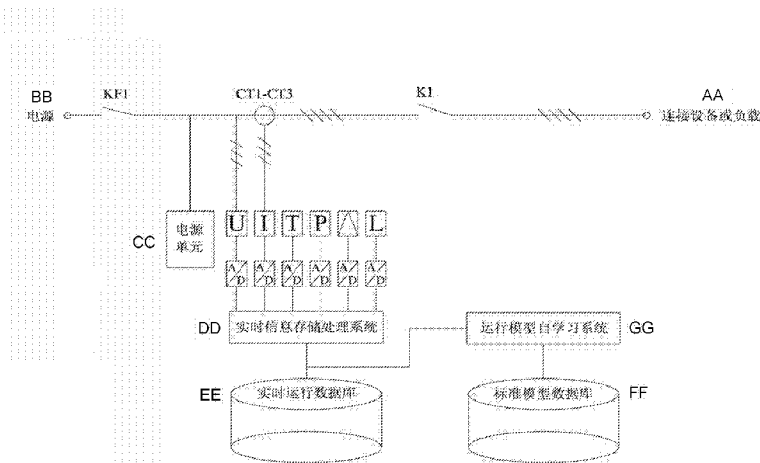 BB
KF1
CT1-CT3
K1
AA
电源
连接设备或负载
CC
电源
单元
U I T P L
A/D A/D A/D A/D A/D A/D
DD
实时信息存储处理系统
运行模型自学习系统
GG
EE
实时运行数据库
标准模型数据库
FF